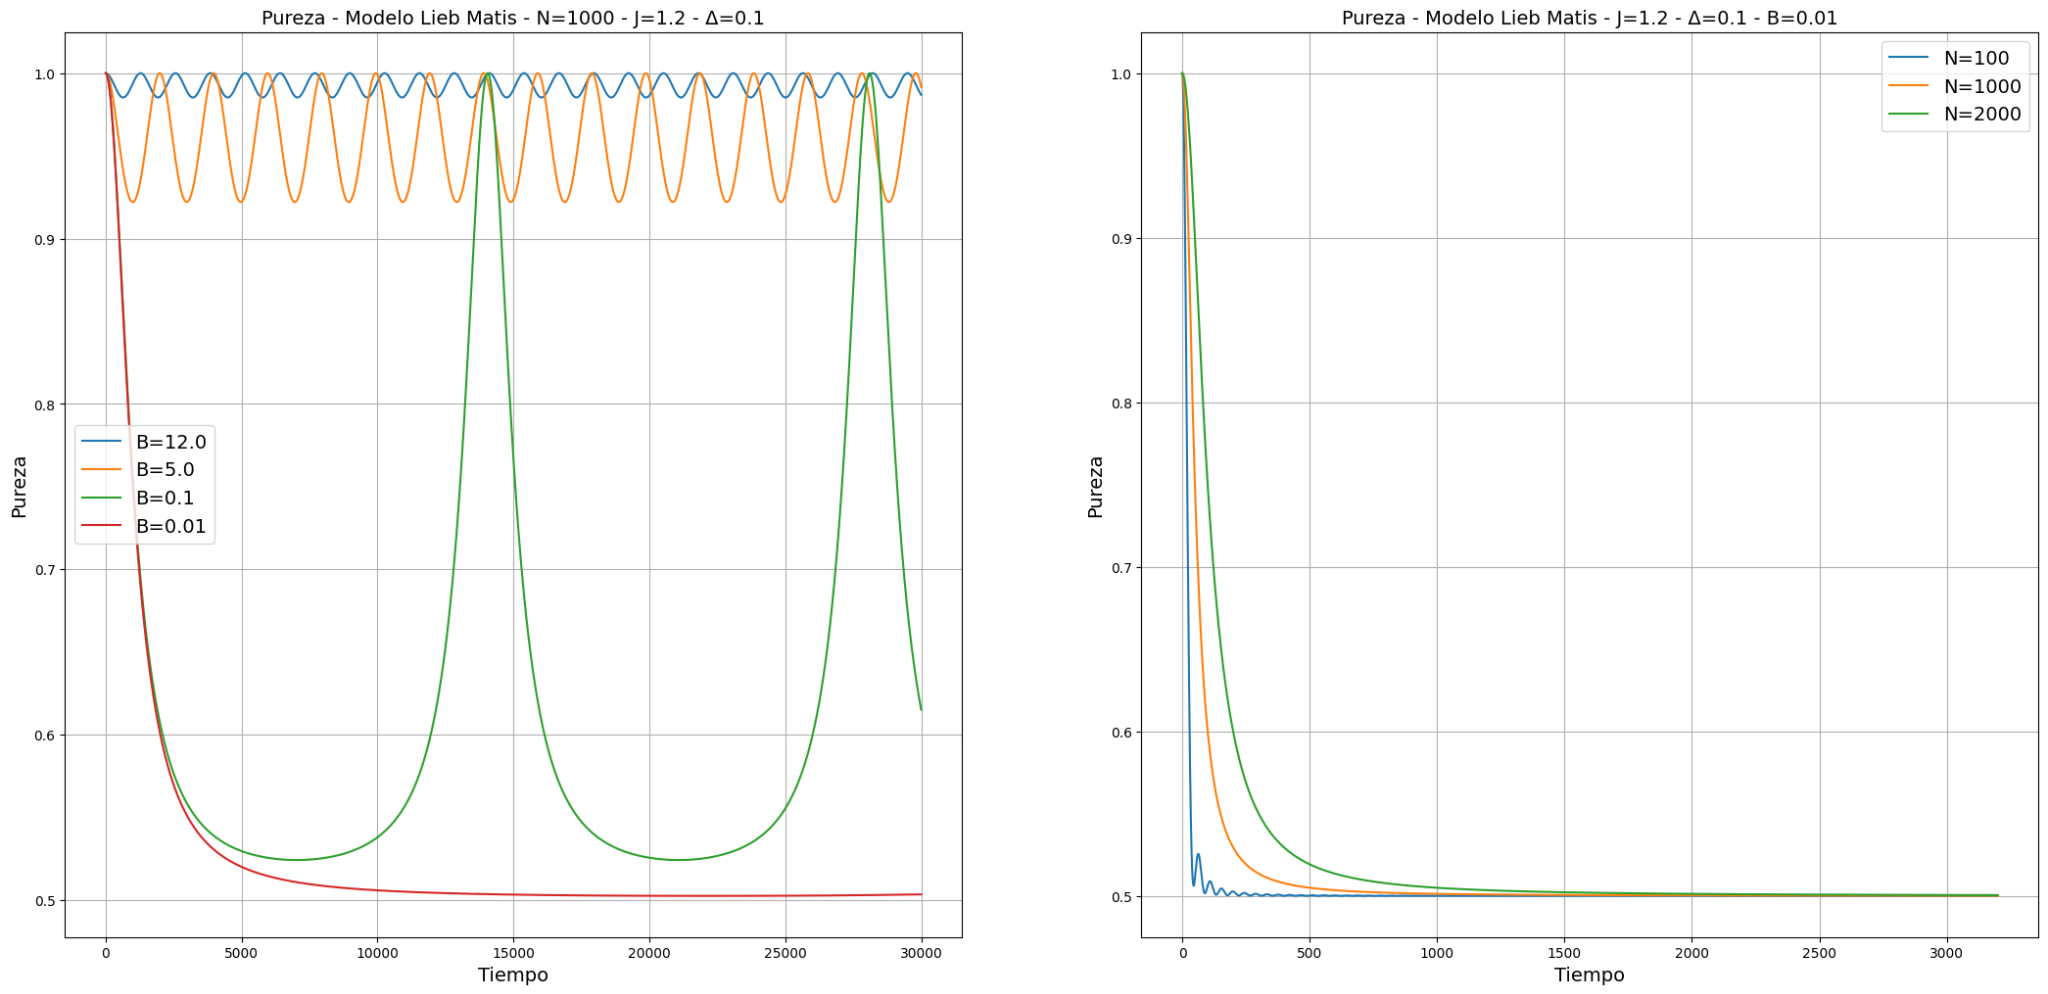 Pureza - Modelo Lieb Matis - N=1000 - J=1.2 - Δ=0.1
1.0
0.9
0.8
0.7
0.6
0.5
Pureza
B=12.0
B=5.0
B=0.1
B=0.01
0 5000 10000 15000 20000 25000 30000
Tiempo
Pureza - Modelo Lieb Matis - J=1.2 - Δ=0.1 - B=0.01
N=100
N=1000
N=2000
1.0
0.9
0.8
0.7
0.6
0.5
Pureza
0 500 1000 1500 2000 2500 3000
Tiempo